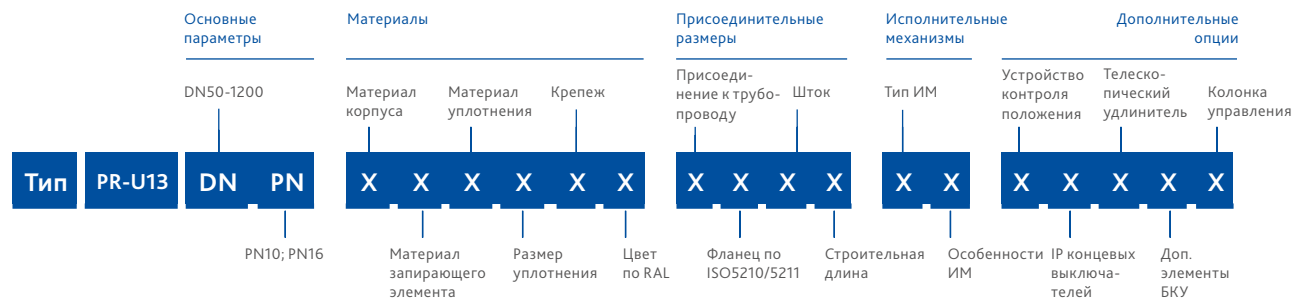 Основные
параметры
Материалы
Присоединительные
размеры
Исполнительные
механизмы
Дополнительные
опции
DN50-1200
Материал
корпуса
Материал
уплотнения
Крепеж
Присоеди-
нение к трубо-
проводу
Шток
Тип ИМ
Устройство
контроля
положения
Телеско-
пический
удлинитель
Колонка
управления
Тип PR-U13 DN PN X X X X X X X X X X X X X X X X X
PN10; PN16
Материал
запирающего
элемента
Размер
уплотнения
Цвет
по RAL
Фланец по
ISO5210/5211
Строительная
длина
Особенности
ИМ
IP концевых
выключа-
телей
Доп.
элементы
БКУ